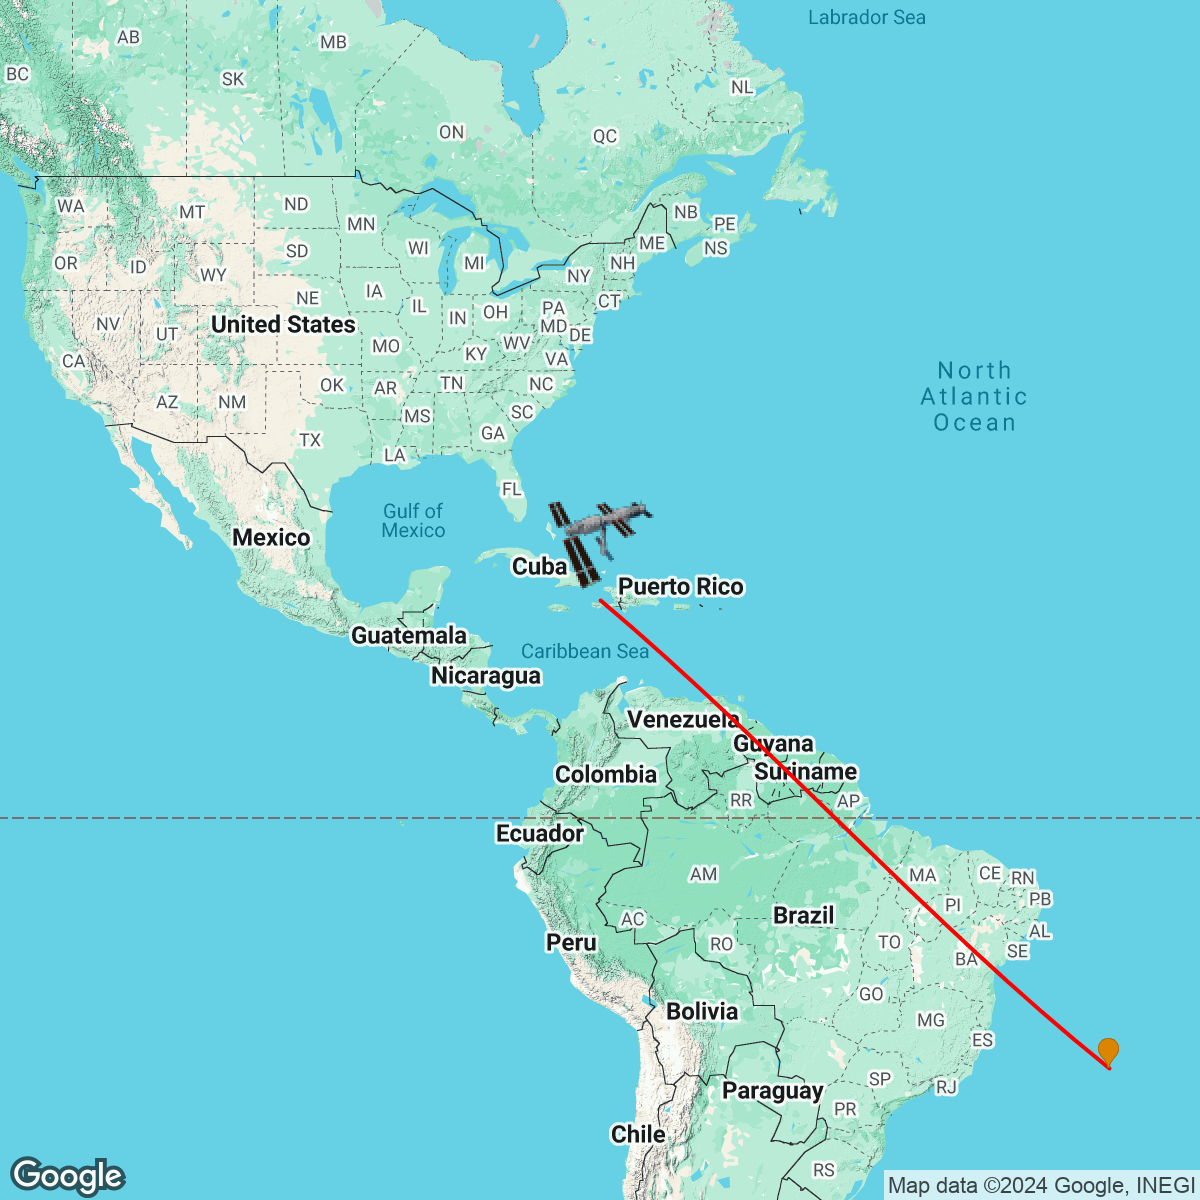 Labrador Sea
AB
MB
BC
SK
NL
ON
QC
WA
MT
ND
MN
NB
PE
OR
ID
WY
SD
WI
MI
ME
NS
NH
NY
NE
IA
IL
IN
OH
PA
CT
NV
UT
United States
MO
KY
WV
MD
DE
VA
CA
AZ
NM
OK
AR
TN
NC
MS
SC
GA
TX
LA
FL
North
Atlantic
Ocean
Gulf of
Mexico
Mexico
Cuba
Puerto Rico
Guatemala
Caribbean Sea
Nicaragua
Venezuela
Guyana
Suriname
Colombia
RR
AP
Ecuador
AM
MA
CE
RN
PI
PB
AC
Brazil
AL
Peru
RO
TO
BA
SE
GO
Bolivia
MG
ES
SP
RJ
Paraguay
PR
Chile
RS
Google
Map data ©2024 Google, INEGI